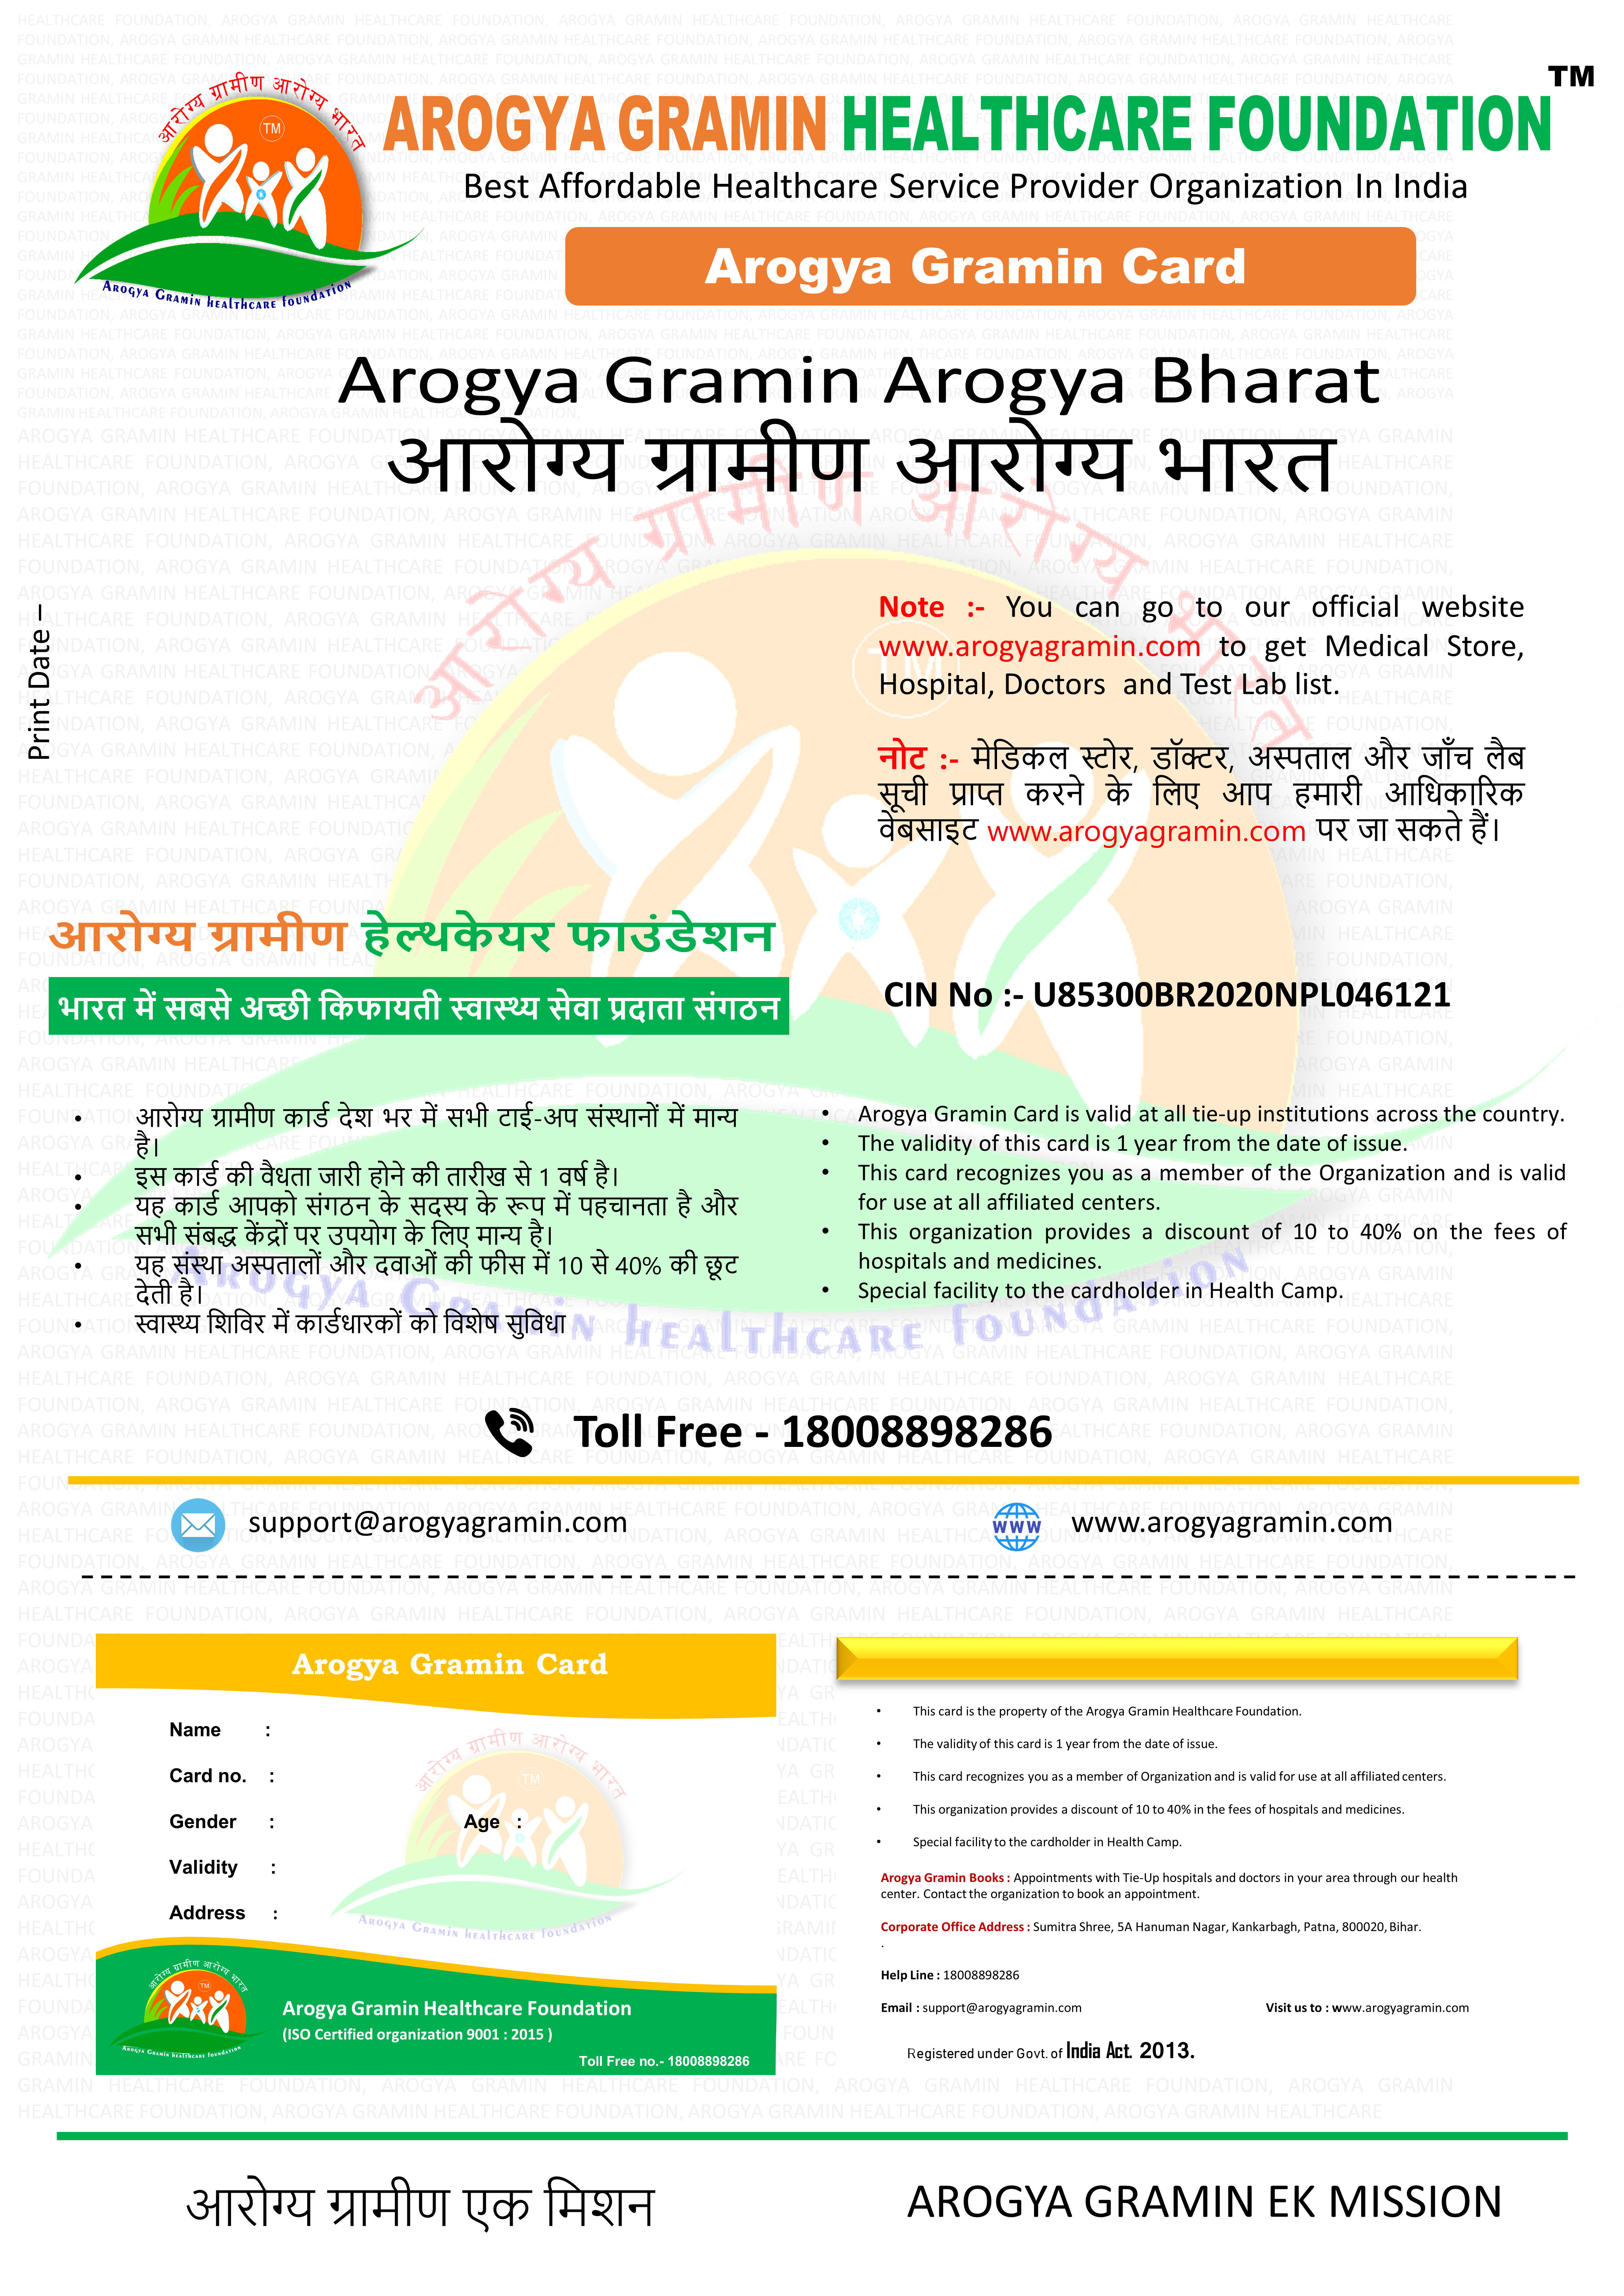 TM
आरोग्य ग्रामीण आरोग्य भारत
TM
AROGYA GRAMIN HEALTHCARE FOUNDATION
Best Affordable Healthcare Service Provider Organization In India
Arogya Gramin Card
Arogya Gramin healthcare foundation
Arogya Gramin Arogya Bharat
आरोग्य ग्रामीण आरोग्य भारत
Print Date –
Note :- You can go to our official website
www.arogyagramin.com to get Medical Store,
Hospital, Doctors and Test Lab list.
नोट :- मेडिकल स्टोर, डॉक्टर, अस्पताल और जाँच लैब
सूची प्राप्त करने के लिए आप हमारी आधिकारिक
वेबसाइट www.arogyagramin.com पर जा सकते हैं।
आरोग्य ग्रामीण हेल्थकेयर फाउंडेशन
भारत में सबसे अच्छी किफायती स्वास्थ्य सेवा प्रदाता संगठन
CIN No :- U85300BR2020NPL046121
• आरोग्य ग्रामीण कार्ड देश भर में सभी टाई-अप संस्थानों में मान्य
है।
• इस कार्ड की वैधता जारी होने की तारीख से 1 वर्ष है।
• यह कार्ड आपको संगठन के सदस्य के रूप में पहचानता है और
सभी संबद्ध केंद्रों पर उपयोग के लिए मान्य है।
• यह संस्था अस्पतालों और दवाओं की फीस में 10 से 40% की छूट
देती है।
• स्वास्थ्य शिविर में कार्डधारकों को विशेष सुविधा
• Arogya Gramin Card is valid at all tie-up institutions across the country.
• The validity of this card is 1 year from the date of issue.
• This card recognizes you as a member of the Organization and is valid
for use at all affiliated centers.
• This organization provides a discount of 10 to 40% on the fees of
hospitals and medicines.
• Special facility to the cardholder in Health Camp.
Toll Free - 18008898286
support@arogyagramin.com
www www.arogyagramin.com
Arogya Gramin Card
Name :
Card no. :
Gender : Age :
Validity :
Address :
आरोग्य ग्रामीण आरोग्य भारत
TM
Arogya Gramin healthcare foundation
Arogya Gramin Healthcare Foundation
(ISO Certified organization 9001 : 2015 )
Toll Free no.- 18008898286
• This card is the property of the Arogya Gramin Healthcare Foundation.
• The validity of this card is 1 year from the date of issue.
• This card recognizes you as a member of Organization and is valid for use at all affiliated centers.
• This organization provides a discount of 10 to 40% in the fees of hospitals and medicines.
• Special facility to the cardholder in Health Camp.
Arogya Gramin Books : Appointments with Tie-Up hospitals and doctors in your area through our health
center. Contact the organization to book an appointment.
Corporate Office Address : Sumitra Shree, 5A Hanuman Nagar, Kankarbagh, Patna, 800020, Bihar.
.
Help Line : 18008898286
Email : support@arogyagramin.com Visit us to : www.arogyagramin.com
Registered under Govt. of India Act. 2013.
आरोग्य ग्रामीण एक मिशन
AROGYA GRAMIN EK MISSION